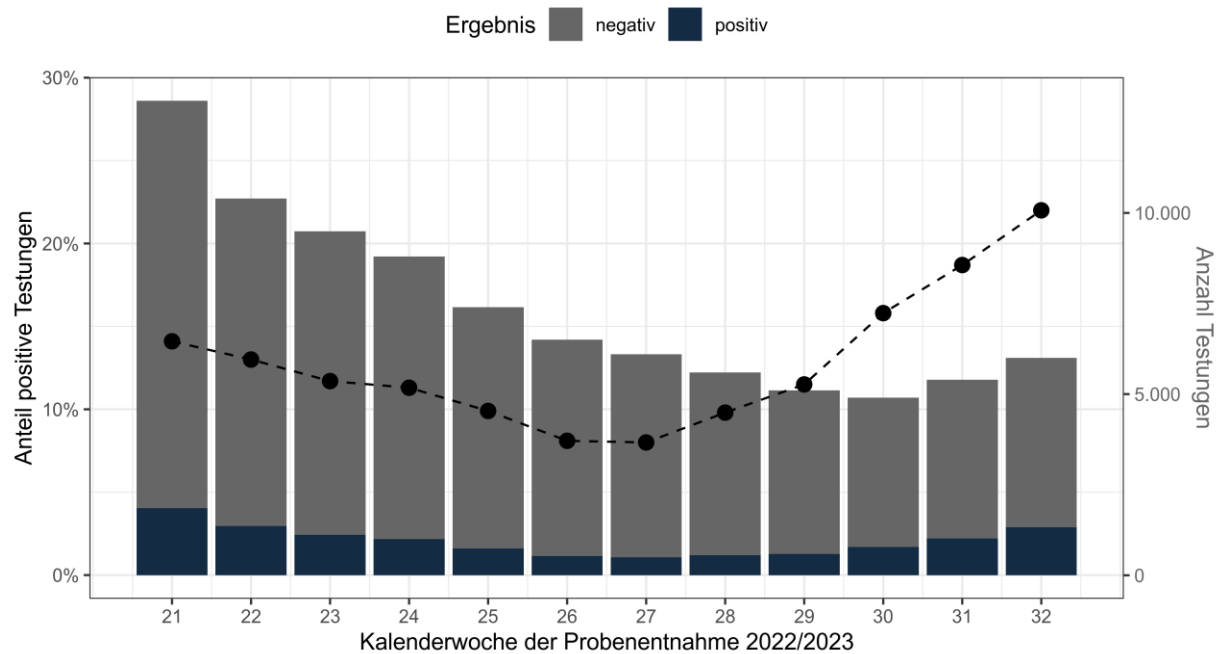 Ergebnis negativ positiv
30%
20%
10%
0%
Anteil positive Testungen
10.000
5.000
0
Anzahl Testungen
21 22 23 24 25 26 27 28 29 30 31 32
Kalenderwoche der Probenentnahme 2022/2023